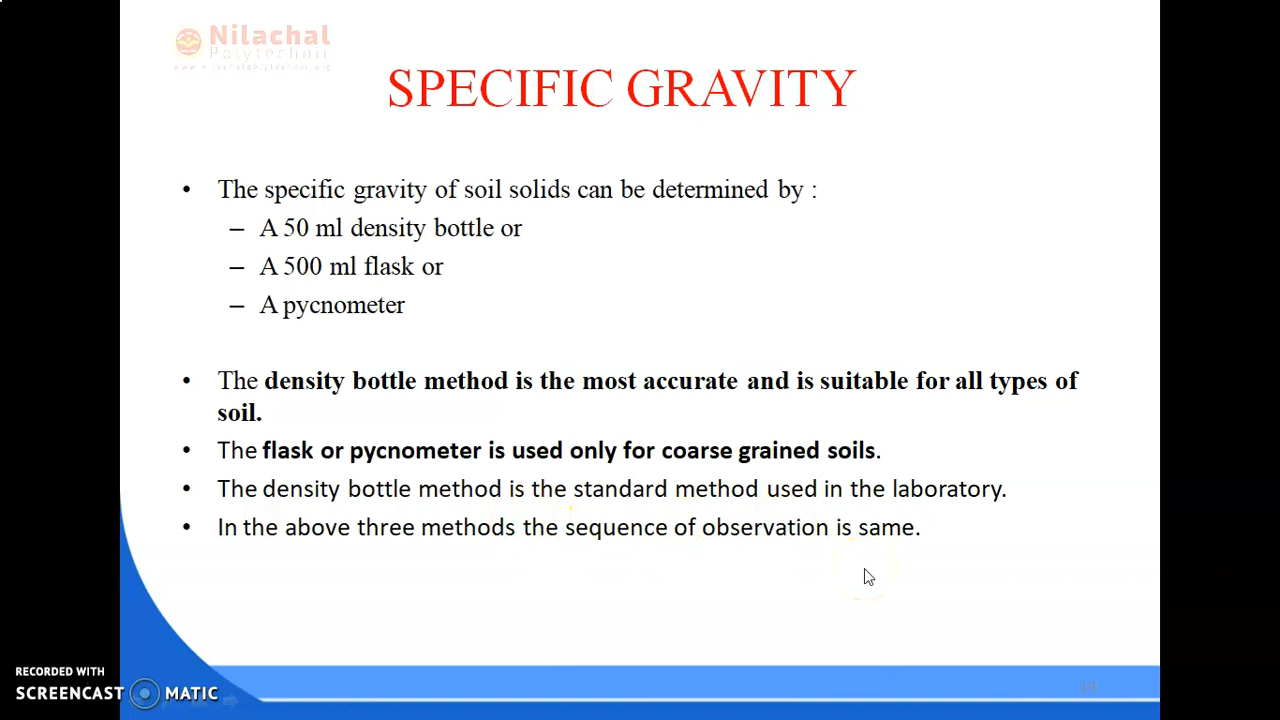 Nilachal
Polytechnic
SPECIFIC GRAVITY
• The specific gravity of soil solids can be determined by :
– A 50 ml density bottle or
– A 500 ml flask or
– A pycnometer
• The density bottle method is the most accurate and is suitable for all types of
soil.
• The flask or pycnometer is used only for coarse grained soils.
• The density bottle method is the standard method used in the laboratory.
• In the above three methods the sequence of observation is same.
RECORDED WITH
SCREENCAST MATIC